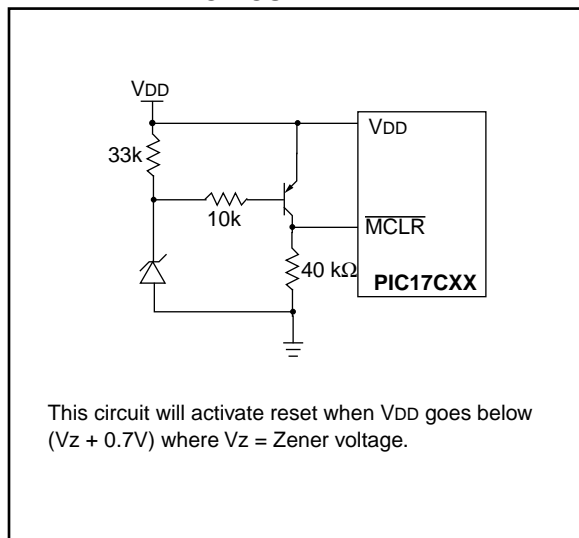 VDD
VDD
33k
10k
MCLR
40 kΩ
PIC17CXX
This circuit will activate reset when VDD goes below
(Vz + 0.7V) where Vz = Zener voltage.